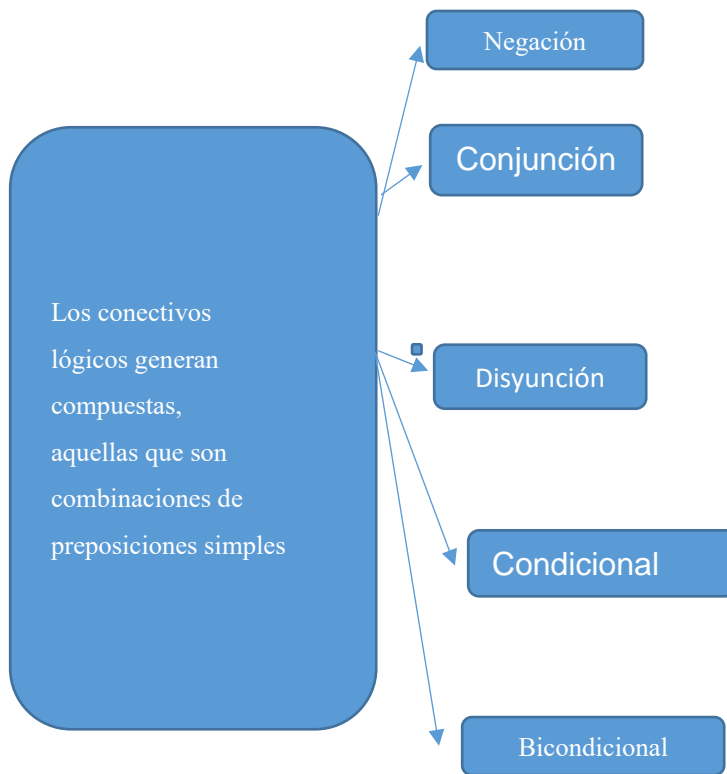 Negación
Conjunción
Los conectivos
lógicos generan
compuestas,
aquellas que son
combinaciones de
preposiciones simples
Disyunción
Condicional
Bicondicional